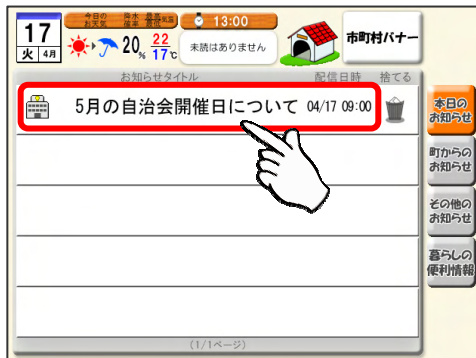 17
火 4月
今日のお天気 降水確率 最高最低気温
20% 22 17℃
13:00
未読はありません
市町村バナー
お知らせタイトル 配信日時 捨てる
5月の自治会開催日について 04/17 09:00
本日の
お知らせ
町からの
お知らせ
その他の
お知らせ
暮らしの
便利情報
(1/1ページ)